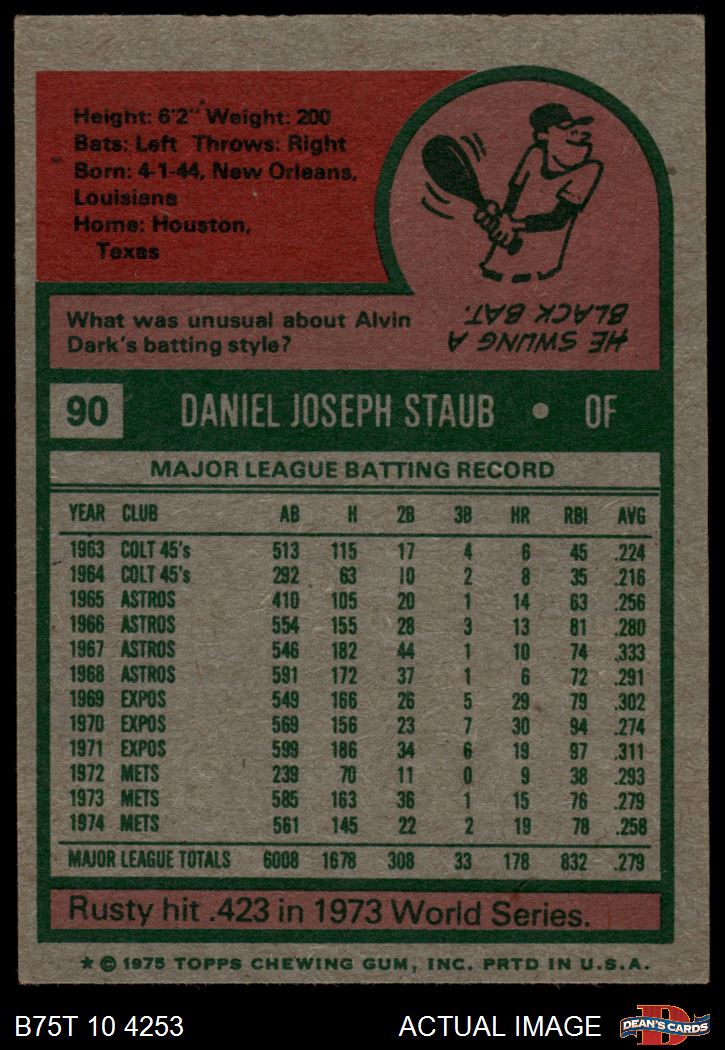 Height: 6'2" Weight: 200
Bats: Left Throws: Right
Born: 4-1-44, New Orleans,
Louisiana
Home: Houston,
Texas
What was unusual about Alvin
Dark's batting style?
HE SWUNG A
BLACK BAT.
90 DANIEL JOSEPH STAUB • OF
MAJOR LEAGUE BATTING RECORD
YEAR CLUB AB H 2B 3B HR RBI AVG
1963 COLT 45's 513 115 17 4 6 45 .224
1964 COLT 45's 292 63 10 2 8 35 .216
1965 ASTROS 410 105 20 1 14 63 .256
1966 ASTROS 554 155 28 3 13 81 .280
1967 ASTROS 546 182 44 1 10 74 .333
1968 ASTROS 591 172 37 1 6 72 .291
1969 EXPOS 549 166 26 5 29 79 .302
1970 EXPOS 569 156 23 7 30 94 .274
1971 EXPOS 599 186 34 6 19 97 .311
1972 METS 239 70 11 0 9 38 .293
1973 METS 585 163 36 1 15 76 .279
1974 METS 561 145 22 2 19 78 .258
MAJOR LEAGUE TOTALS 6008 1678 308 33 178 832 .279
Rusty hit .423 in 1973 World Series.
* © 1975 TOPPS CHEWING GUM, INC. PRTD IN U.S.A.
B75T 10 4253 ACTUAL IMAGE D DEAN'S CARDS